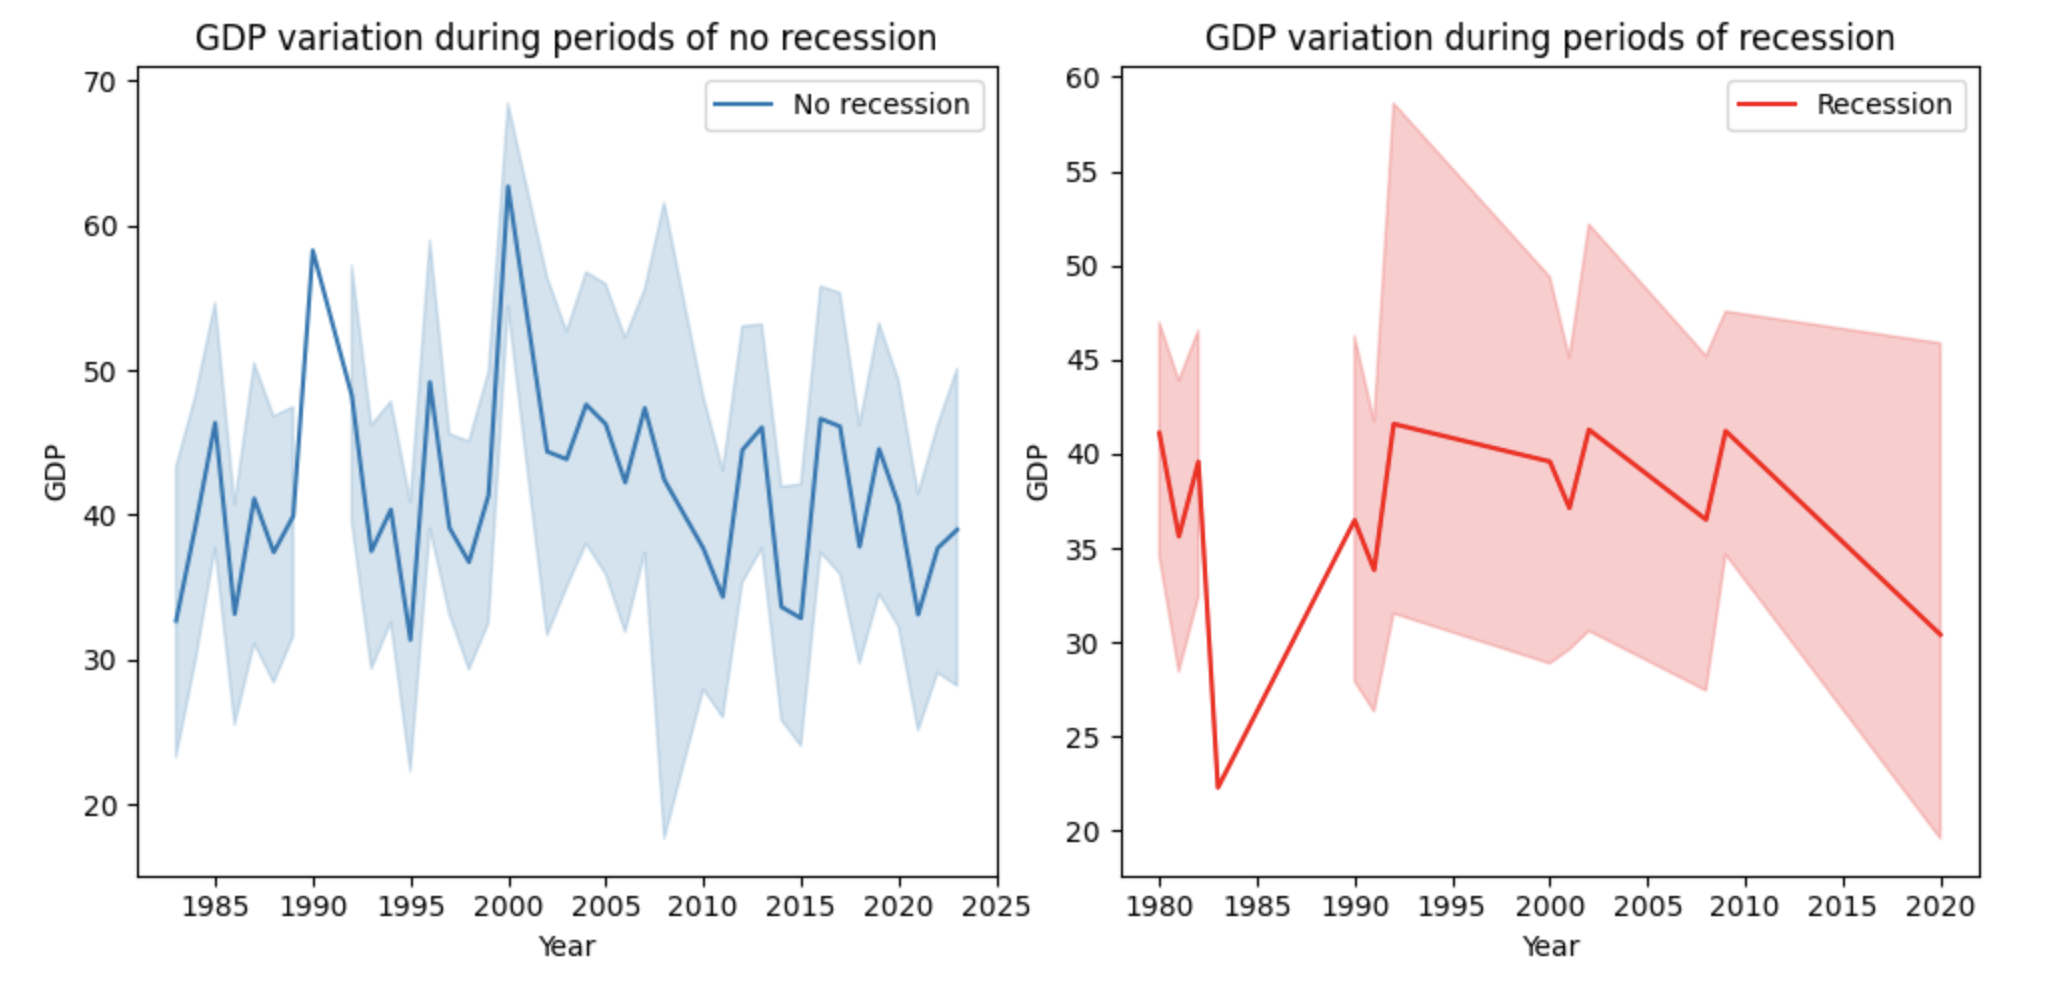 GDP variation during periods of no recession
70
60
50
40
30
20
GDP
No recession
1985 1990 1995 2000 2005 2010 2015 2020 2025
Year
GDP variation during periods of recession
60
55
50
45
40
35
30
25
20
GDP
Recession
1980 1985 1990 1995 2000 2005 2010 2015 2020
Year